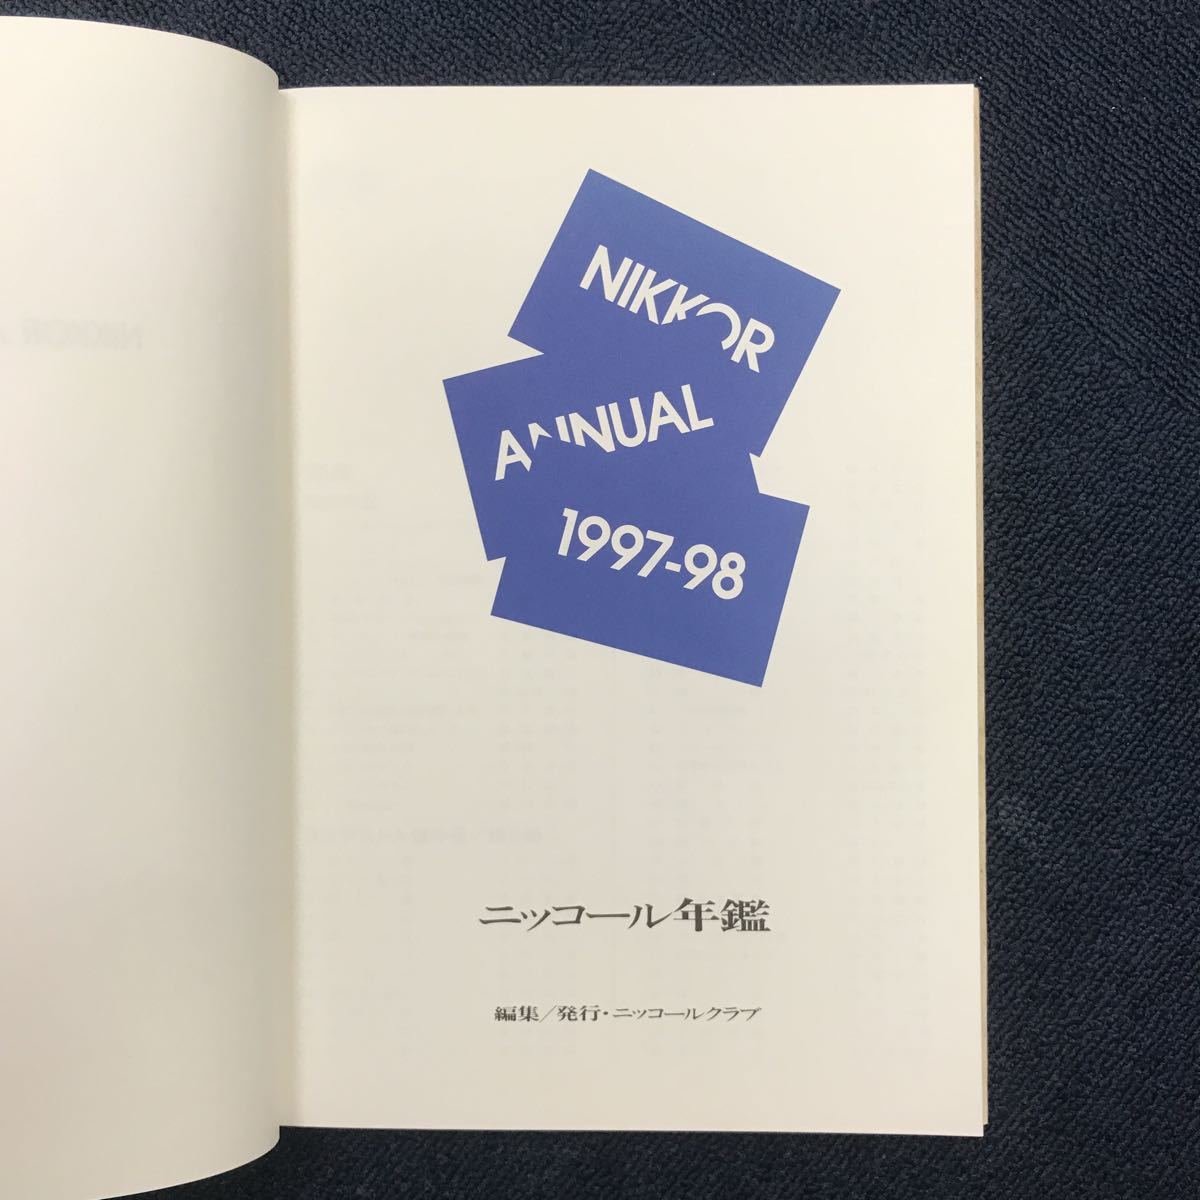 NIKKOR
ANNUAL
1997-98
ニッコール年鑑
編集/発行・ニッコールクラブ